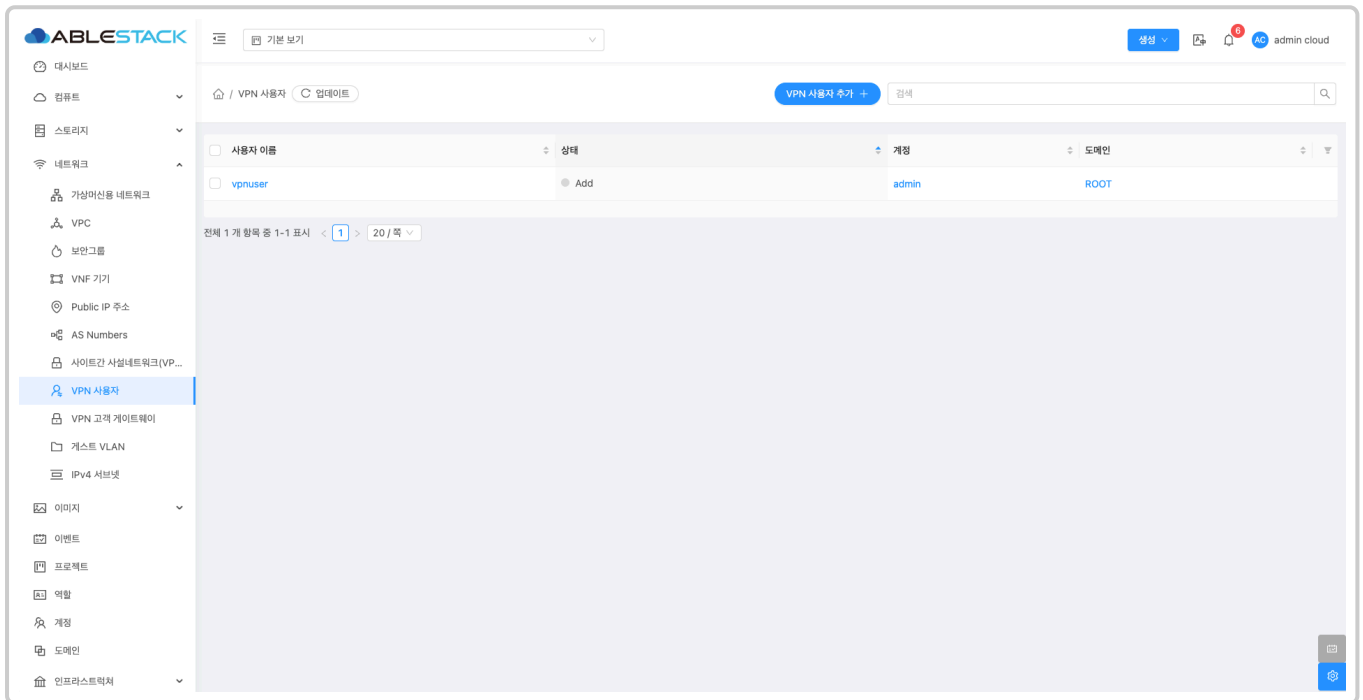 ABLESTACK
기본 보기
생성
6
AC admin cloud
대시보드
컴퓨트
스토리지
네트워크
가상머신용 네트워크
VPC
보안그룹
VNF 기기
Public IP 주소
AS Numbers
사이트간 사설네트워크(VP...
VPN 사용자
VPN 고객 게이트웨이
게스트 VLAN
IPv4 서브넷
이미지
이벤트
프로젝트
역할
계정
도메인
인프라스트럭쳐
/ VPN 사용자 업데이트
VPN 사용자 추가 +
검색
사용자 이름 상태 계정 도메인
vpnuser Add admin ROOT
전체 1 개 항목 중 1-1 표시 < 1 > 20 / 쪽